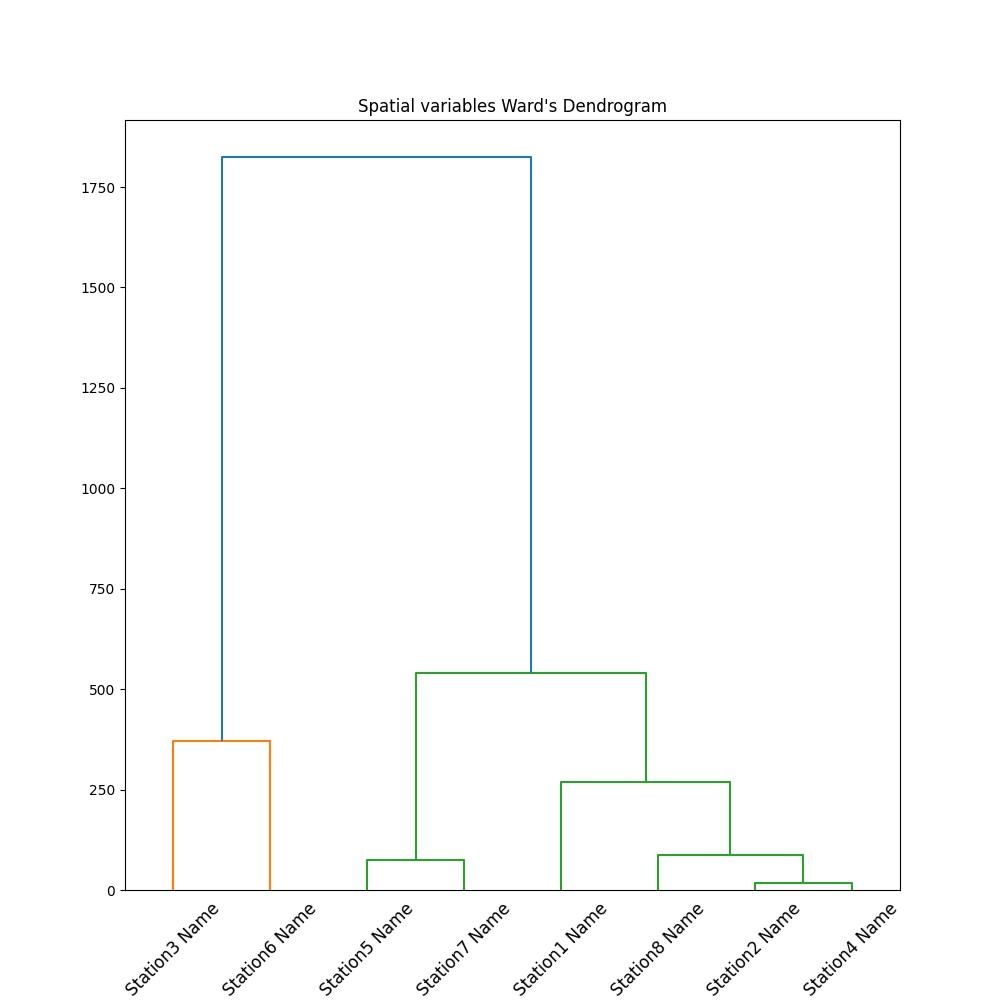 Spatial variables Ward's Dendrogram
1750
1500
1250
1000
750
500
250
0
Station3 Name
Station6 Name
Station5 Name
Station7 Name
Station1 Name
Station8 Name
Station2 Name
Station4 Name